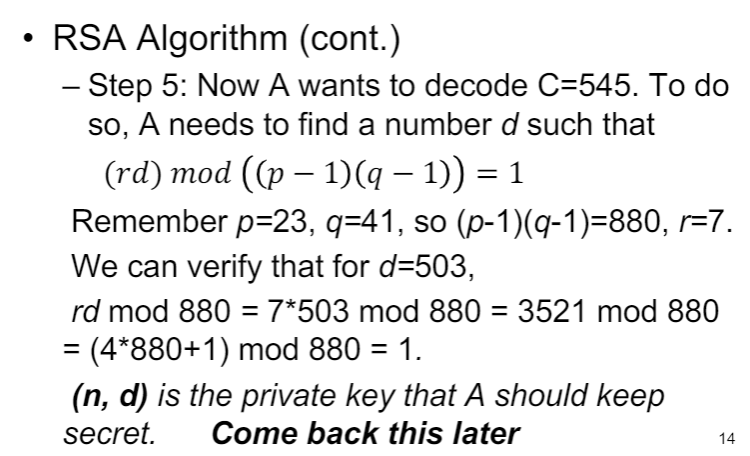 • RSA Algorithm (cont.)
– Step 5: Now A wants to decode C=545. To do
so, A needs to find a number d such that
(rd) mod ((p − 1)(q − 1)) = 1
Remember p=23, q=41, so (p-1)(q-1)=880, r=7.
We can verify that for d=503,
rd mod 880 = 7*503 mod 880 = 3521 mod 880
= (4*880+1) mod 880 = 1.
(n, d) is the private key that A should keep
secret. Come back this later
14